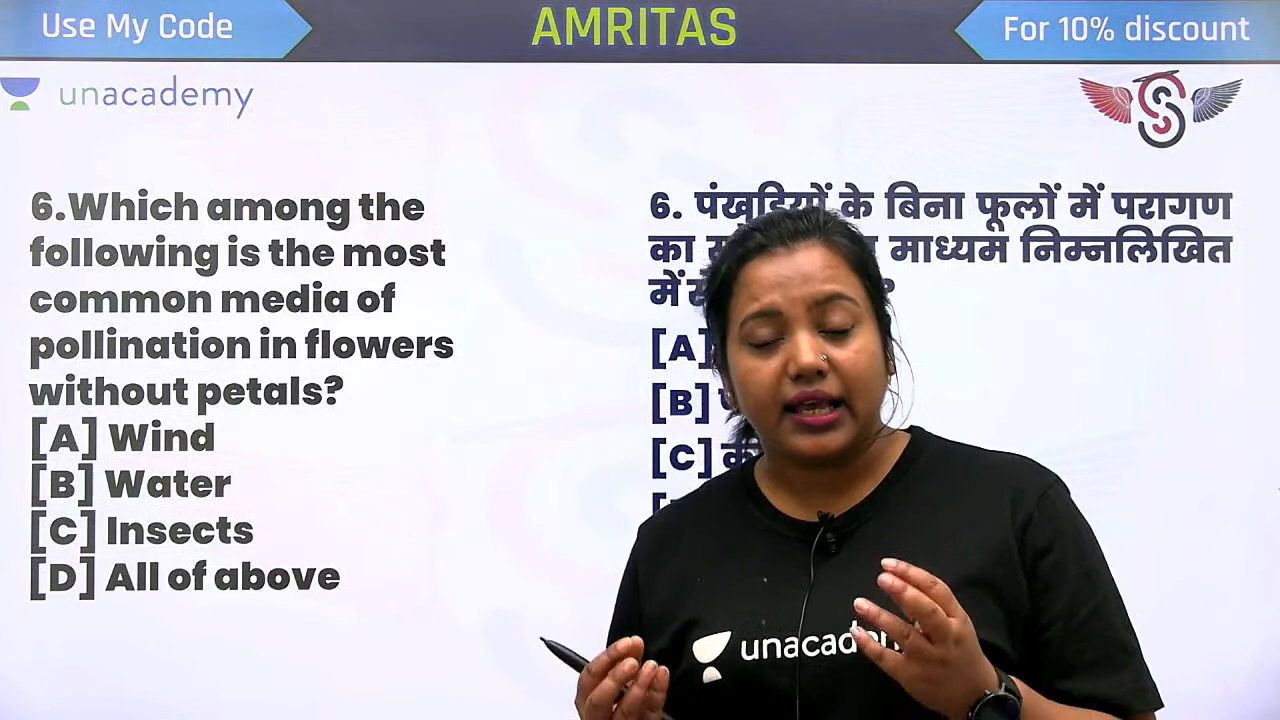 Use My Code
AMRITAS
For 10% discount
unacademy
6.Which among the
following is the most
common media of
pollination in flowers
without petals?
[A] Wind
[B] Water
[C] Insects
[D] All of above
6. पंखुड़ियों के बिना फूलों में परागण
का माध्यम निम्नलिखित
में
[A]
[B]
[C]
unacademy